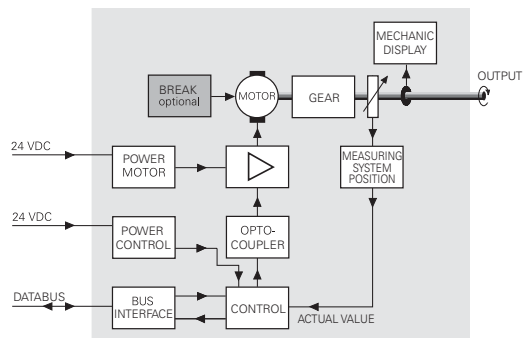 MECHANIC
DISPLAY
OUTPUT
BREAK
optional
MOTOR
GEAR
24 VDC
POWER
MOTOR
MEASURING
SYSTEM
POSITION
24 VDC
POWER
CONTROL
OPTO-
COUPLER
DATABUS
BUS
INTERFACE
CONTROL
ACTUAL VALUE